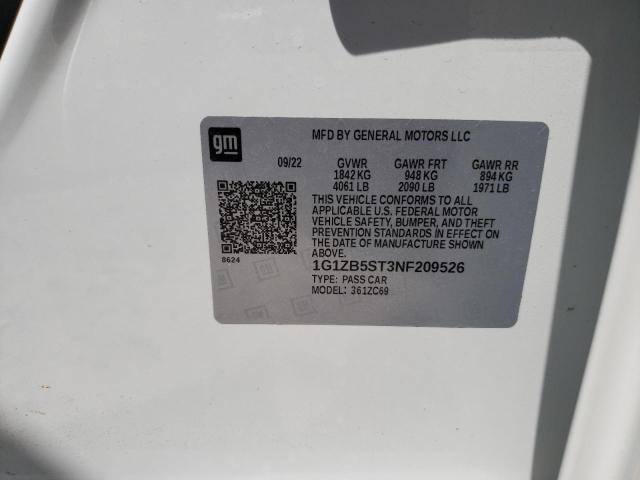 gm
MFD BY GENERAL MOTORS LLC
09/22 GVWR GAWR FRT GAWR RR
1842 KG 948 KG 894 KG
4061 LB 2090 LB 1971 LB
THIS VEHICLE CONFORMS TO ALL
APPLICABLE U.S. FEDERAL MOTOR
VEHICLE SAFETY, BUMPER, AND THEFT
PREVENTION STANDARDS IN EFFECT ON
THE DATE OF MANUFACTURE SHOWN
ABOVE.
8624
1G1ZB5ST3NF209526
TYPE: PASS CAR
MODEL: 361ZC69